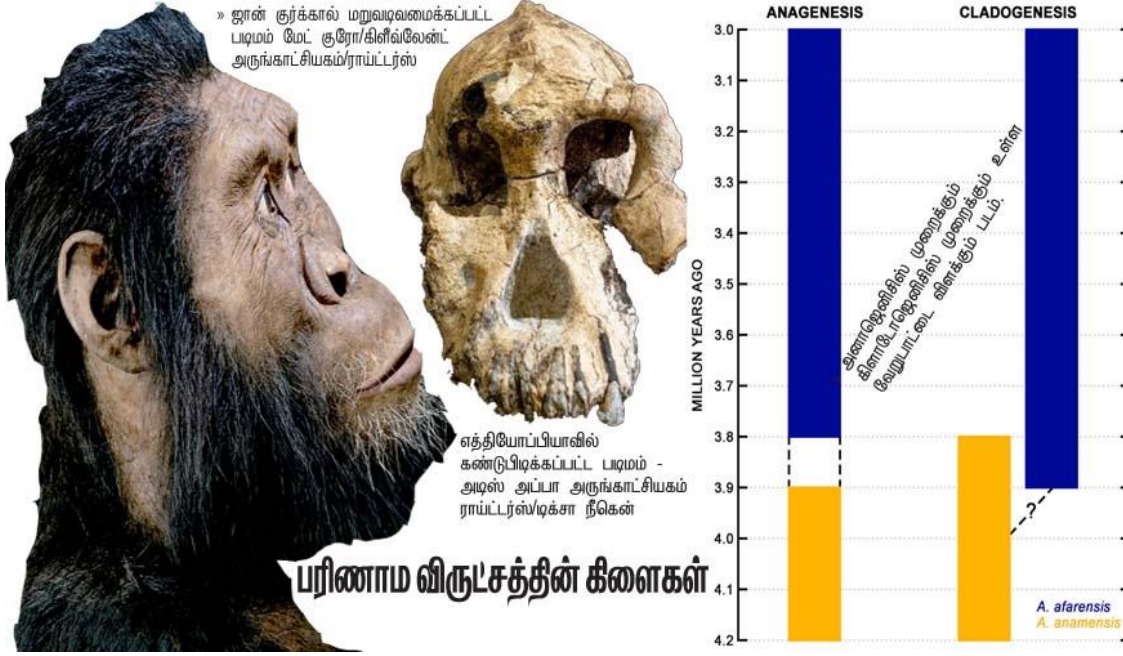 » ஜான் குர்க்கால் மறுவடிவமைக்கப்பட்ட
படிமம் மேட் குரோ/கிளீவ்லேன்ட்
அருங்காட்சியகம்/ராய்ட்டர்ஸ்
எத்தியோப்பியாவில்
கண்டுபிடிக்கப்பட்ட படிமம் -
அடிஸ் அப்பா அருங்காட்சியகம்
ராய்ட்டர்ஸ்/டிக்சா நீகென்
பரிணாம விருட்சத்தின் கிளைகள்
ANAGENESIS
CLADOGENESIS
MILLION YEARS AGO
3.0
3.1
3.2
3.3
3.4
3.5
3.6
3.7
3.8
3.9
4.0
4.1
4.2
அனாஜெனிசிஸ் முறைக்கும்
கிளாடோஜெனிகிஸ் முறைக்கும் உள்ள
வேறுபாட்டை விளக்கும் படம்.
?
A. afarensis
A. anamensis